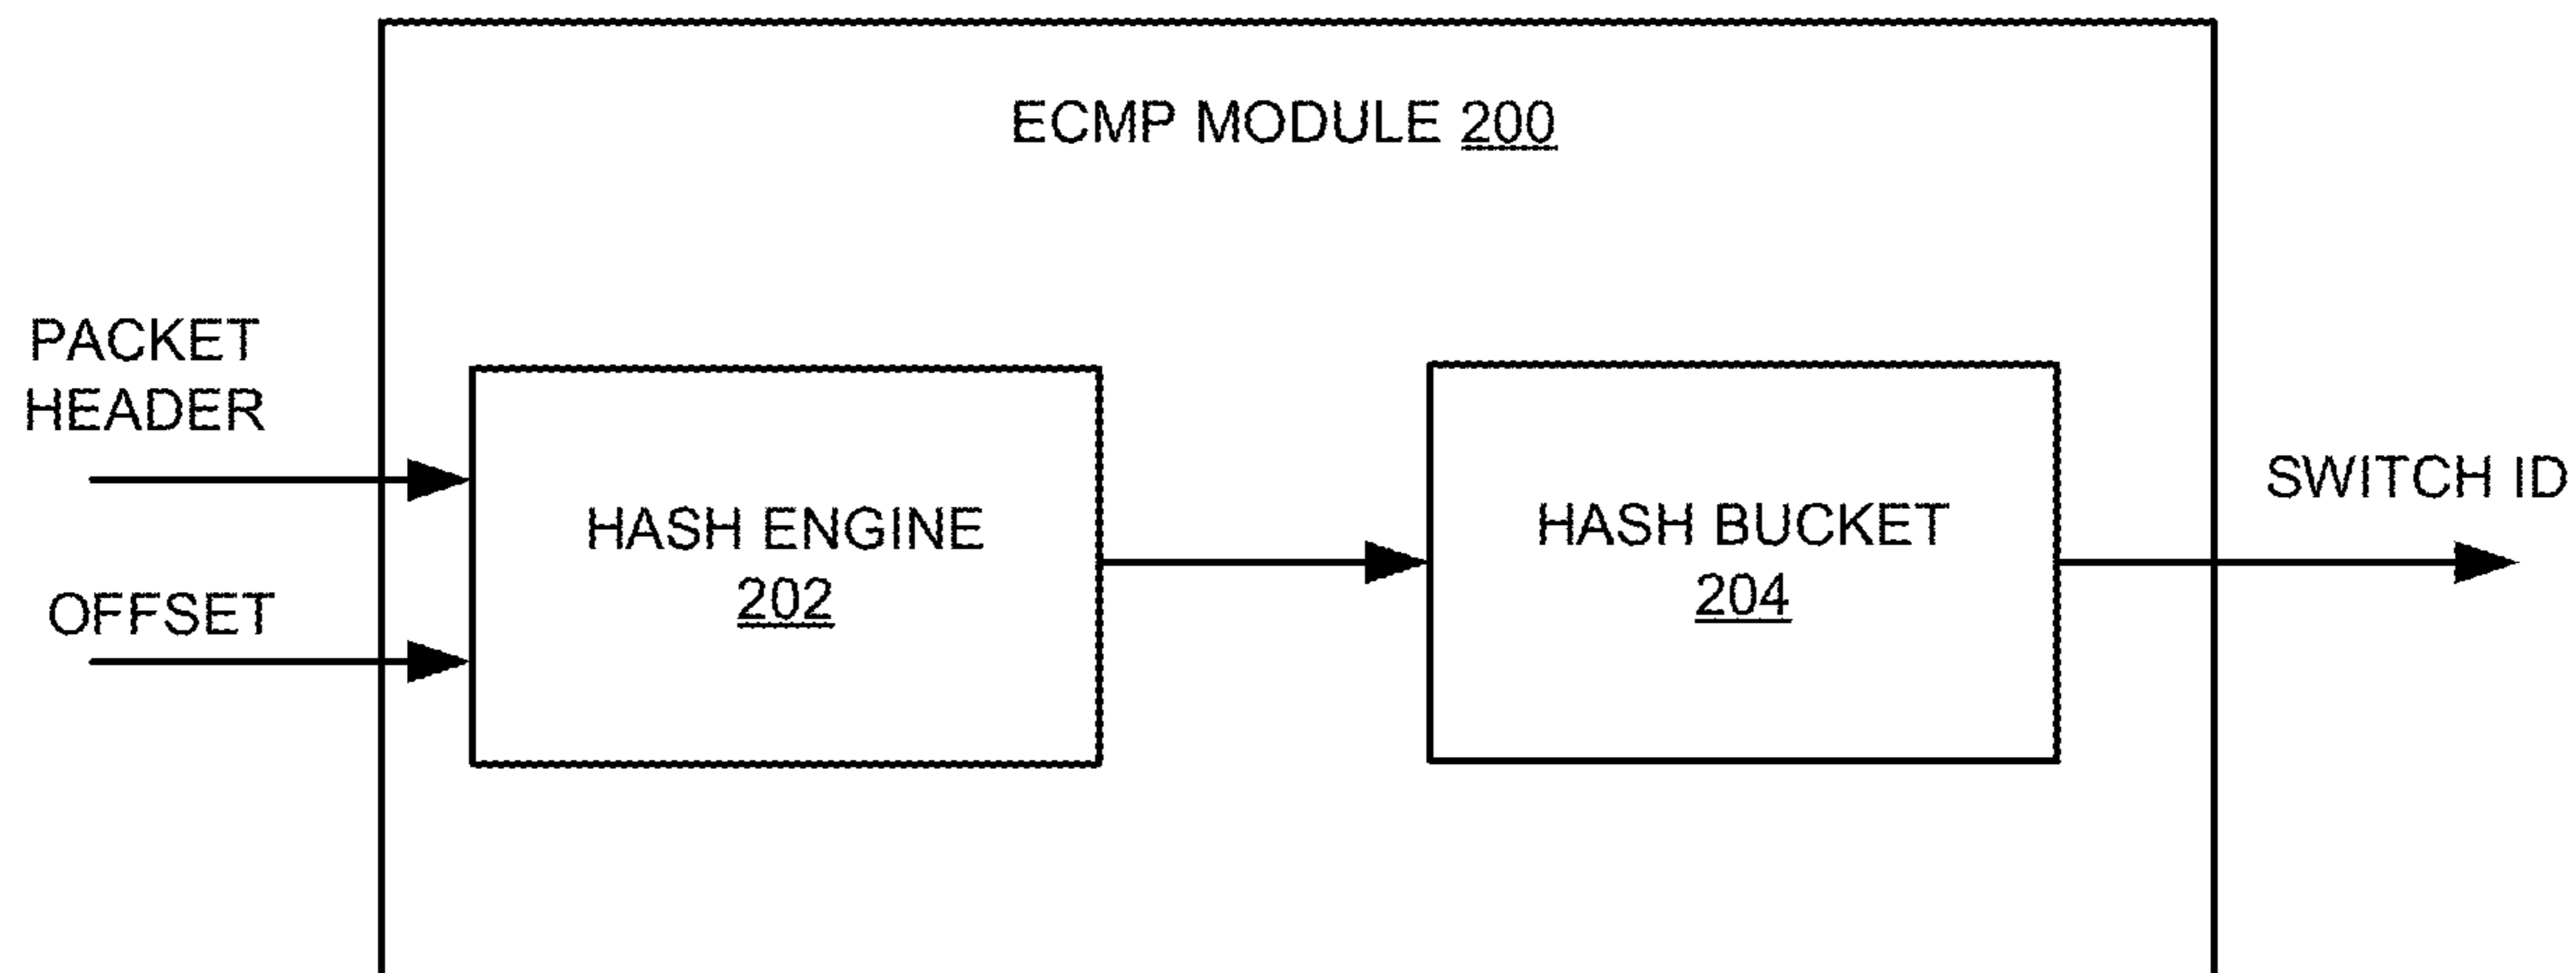 ECMP MODULE 200
PACKET
HEADER
OFFSET
HASH ENGINE
202
HASH BUCKET
204
SWITCH ID